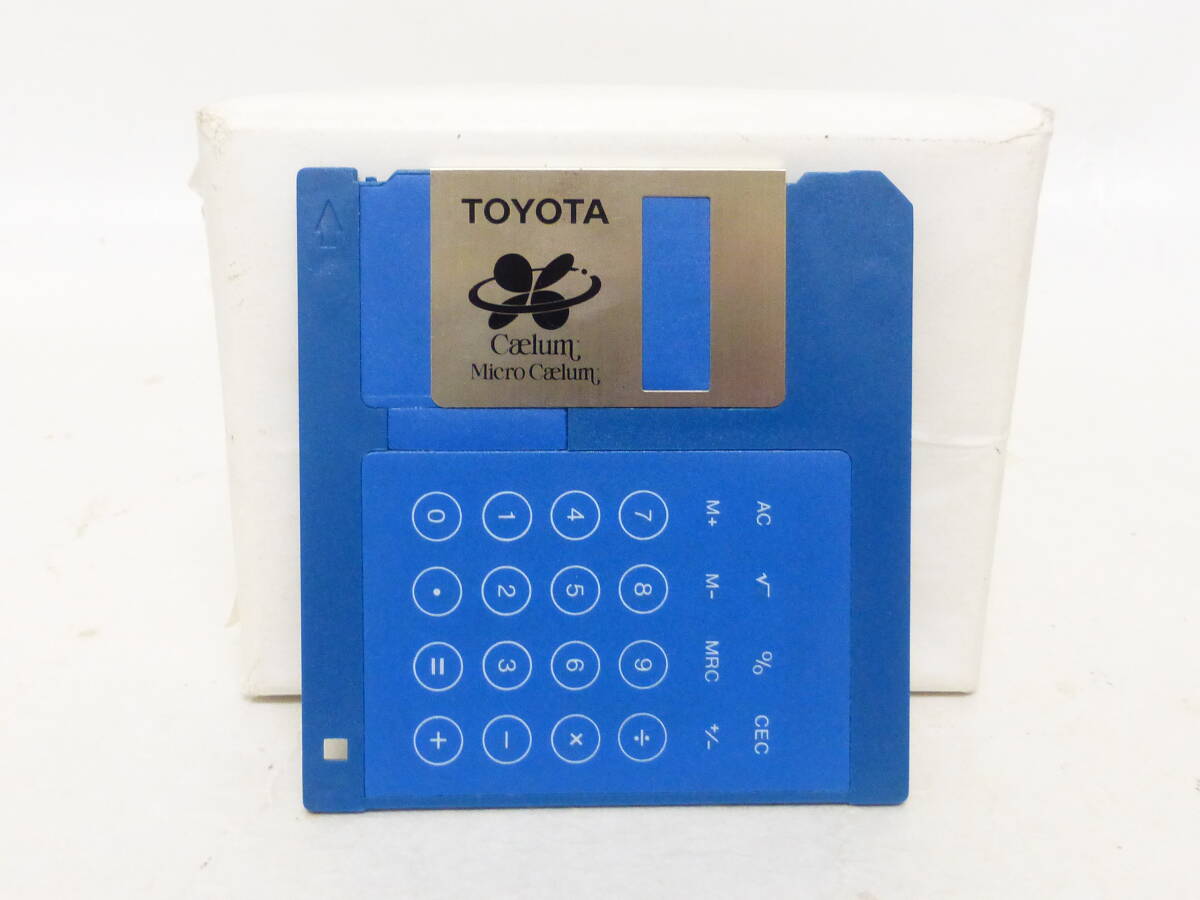 TOYOTA
Cælum
Micro Cælum
AC √ % CEC
M+ M- MRC +/-
7 8 9 ÷
4 5 6 ×
1 2 3 −
0 . = +